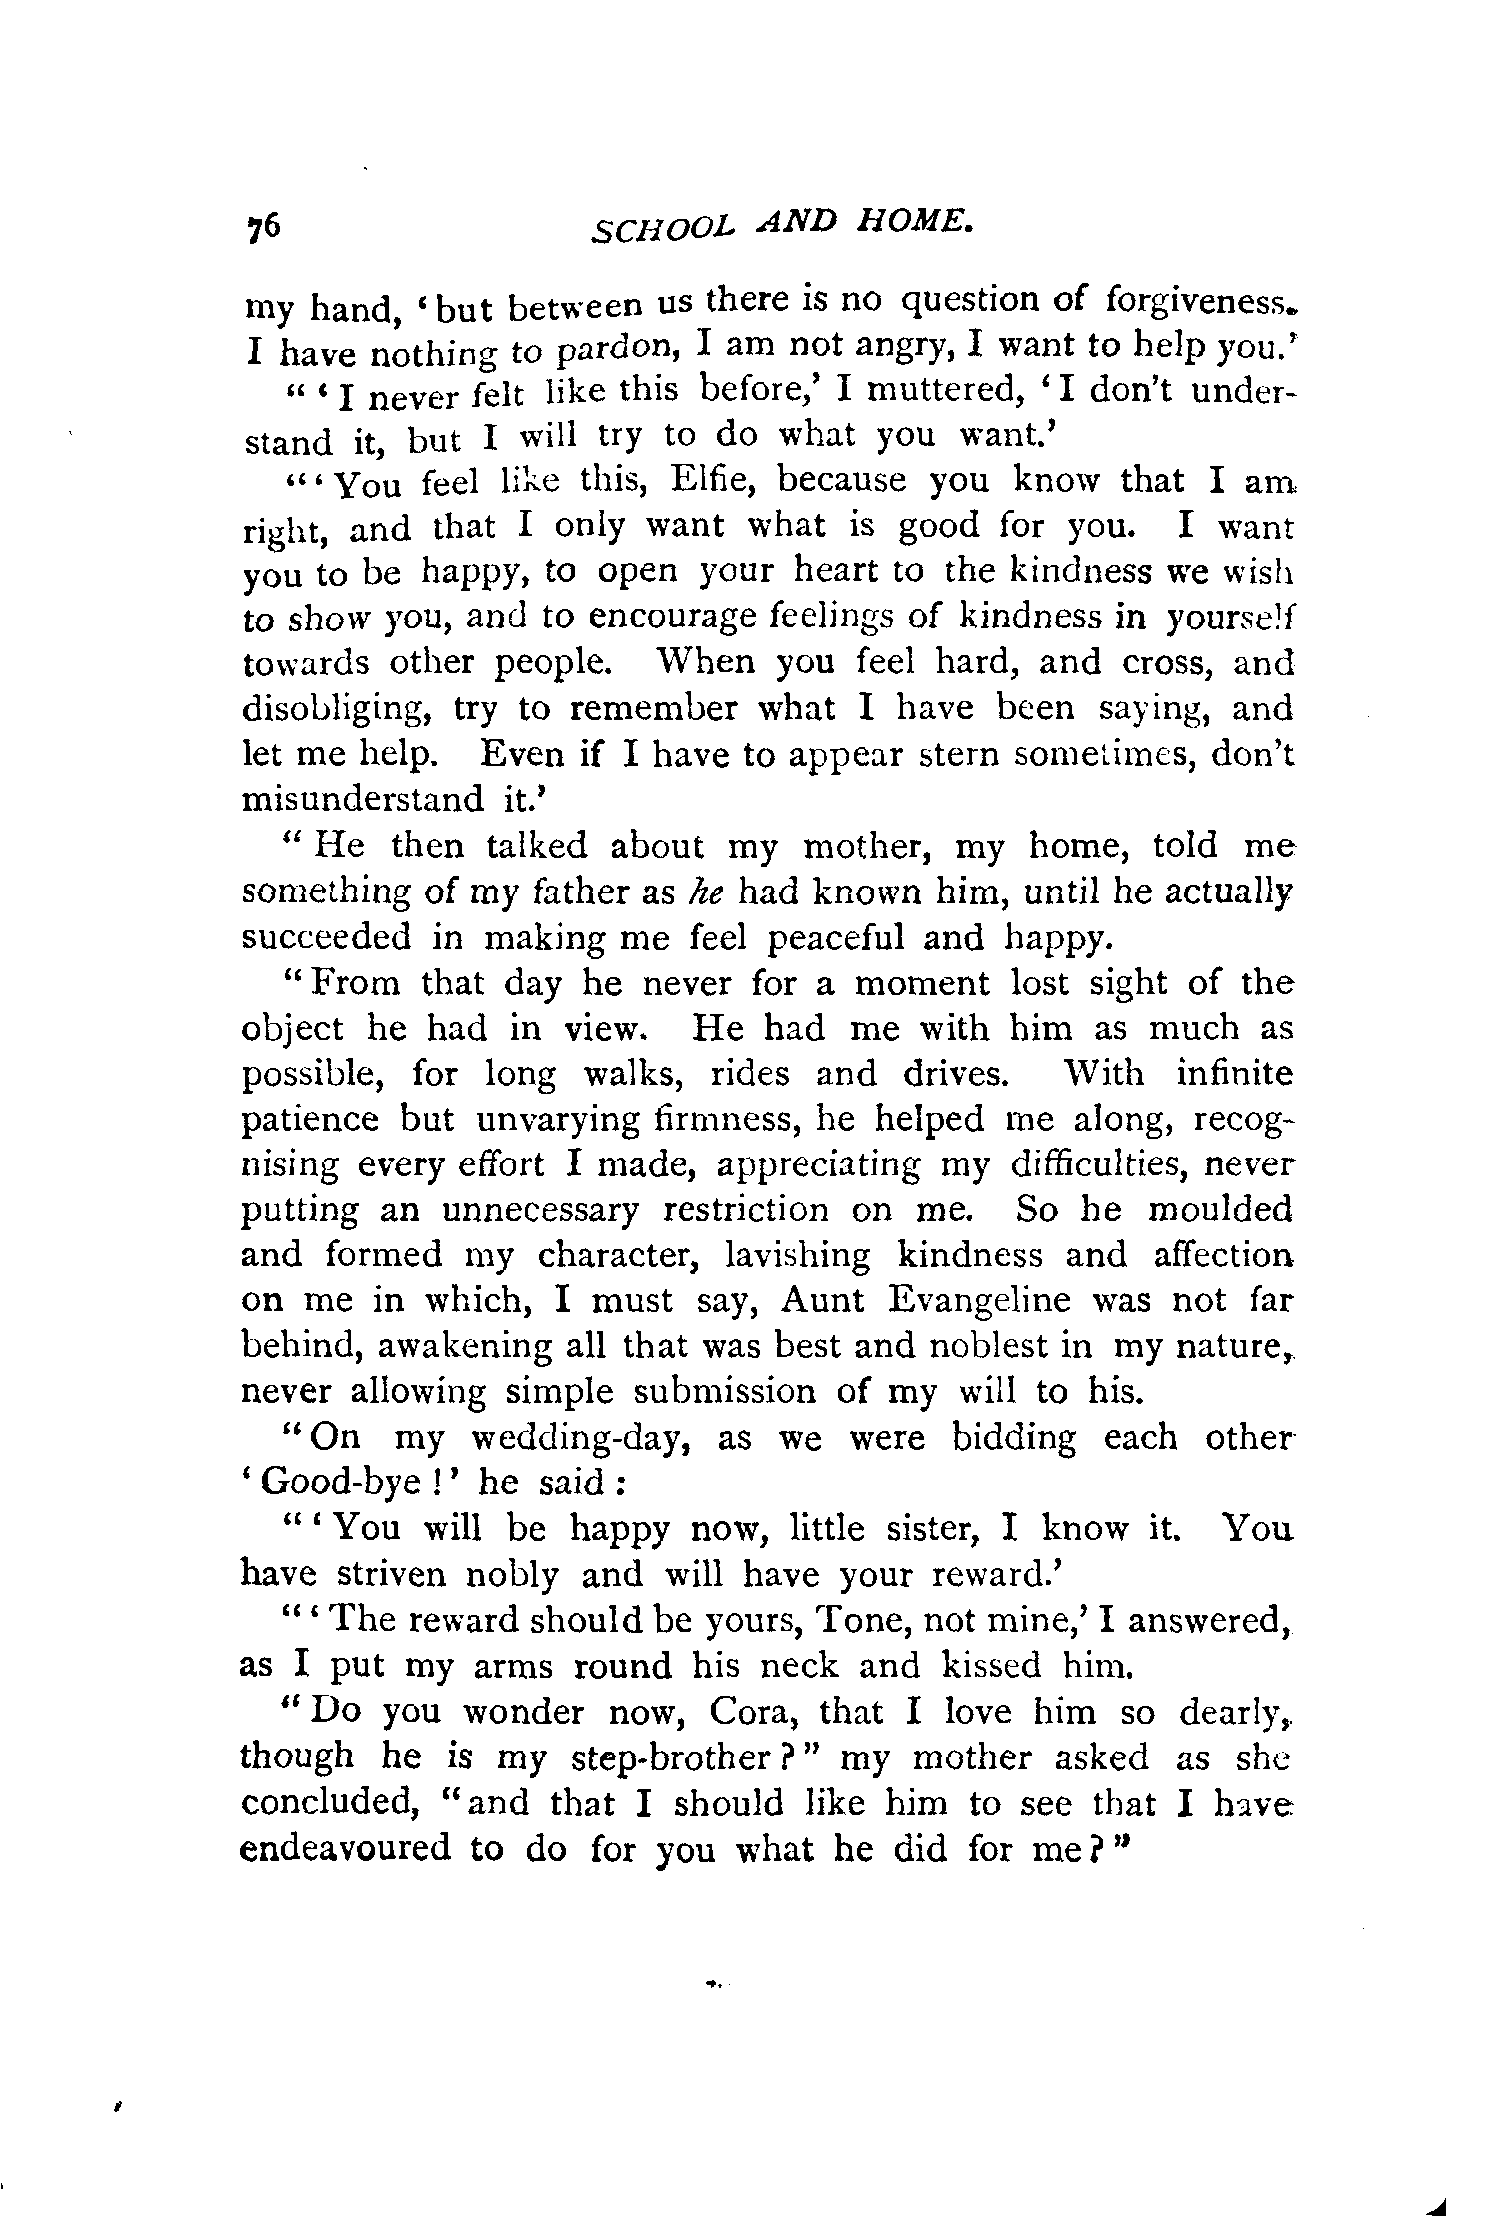 76 SCHOOL AND HOME.
my hand, ‘but between us there is no question of forgiveness.
I have nothing to pardon, I am not angry, I want to help you.’
“‘I never felt like this before,’ I muttered, ‘I don't under-
stand it, but I will try to do what you want.’
“‘You feel like this, Elfie, because you know that I am
right, and that I only want what is good for you. I want
you to be happy, to open your heart to the kindness we wish
to show you, and to encourage feelings of kindness in yourself
towards other people. When you feel hard, and cross, and
disobliging, try to remember what I have been saying, and
let me help. Even if I have to appear stern sometimes, don't
misunderstand it.’
“He then talked about my mother, my home, told me
something of my father as he had known him, until he actually
succeeded in making me feel peaceful and happy.
“From that day he never for a moment lost sight of the
object he had in view. He had me with him as much as
possible, for long walks, rides and drives. With infinite
patience but unvarying firmness, he helped me along, recog-
nising every effort I made, appreciating my difficulties, never
putting an unnecessary restriction on me. So he moulded
and formed my character, lavishing kindness and affection
on me in which, I must say, Aunt Evangeline was not far
behind, awakening all that was best and noblest in my nature,
never allowing simple submission of my will to his.
“On my wedding-day, as we were bidding each other
‘Good-bye!’ he said:
“‘You will be happy now, little sister, I know it. You
have striven nobly and will have your reward.’
“‘The reward should be yours, Tone, not mine,’ I answered,
as I put my arms round his neck and kissed him.
“Do you wonder now, Cora, that I love him so dearly,
though he is my step-brother?” my mother asked as she
concluded, “and that I should like him to see that I have
endeavoured to do for you what he did for me?”